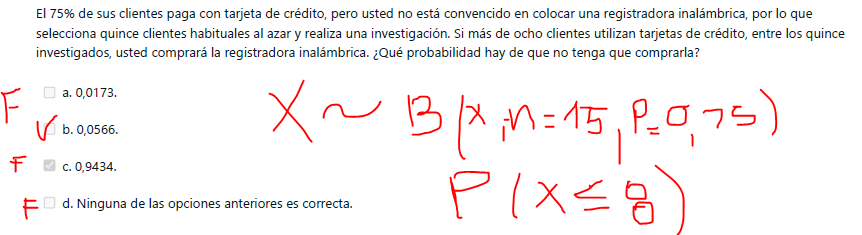 El 75% de sus clientes paga con tarjeta de crédito, pero usted no está convencido en colocar una registradora inalámbrica, por lo que
selecciona quince clientes habituales al azar y realiza una investigación. Si más de ocho clientes utilizan tarjetas de crédito, entre los quince
investigados, usted comprará la registradora inalámbrica. ¿Qué probabilidad hay de que no tenga que comprarla?
F a. 0,0173.
V b. 0,0566.
F c. 0,9434.
F d. Ninguna de las opciones anteriores es correcta.
X ~ B(x;n=15,P=0,75)
P(x≤8)